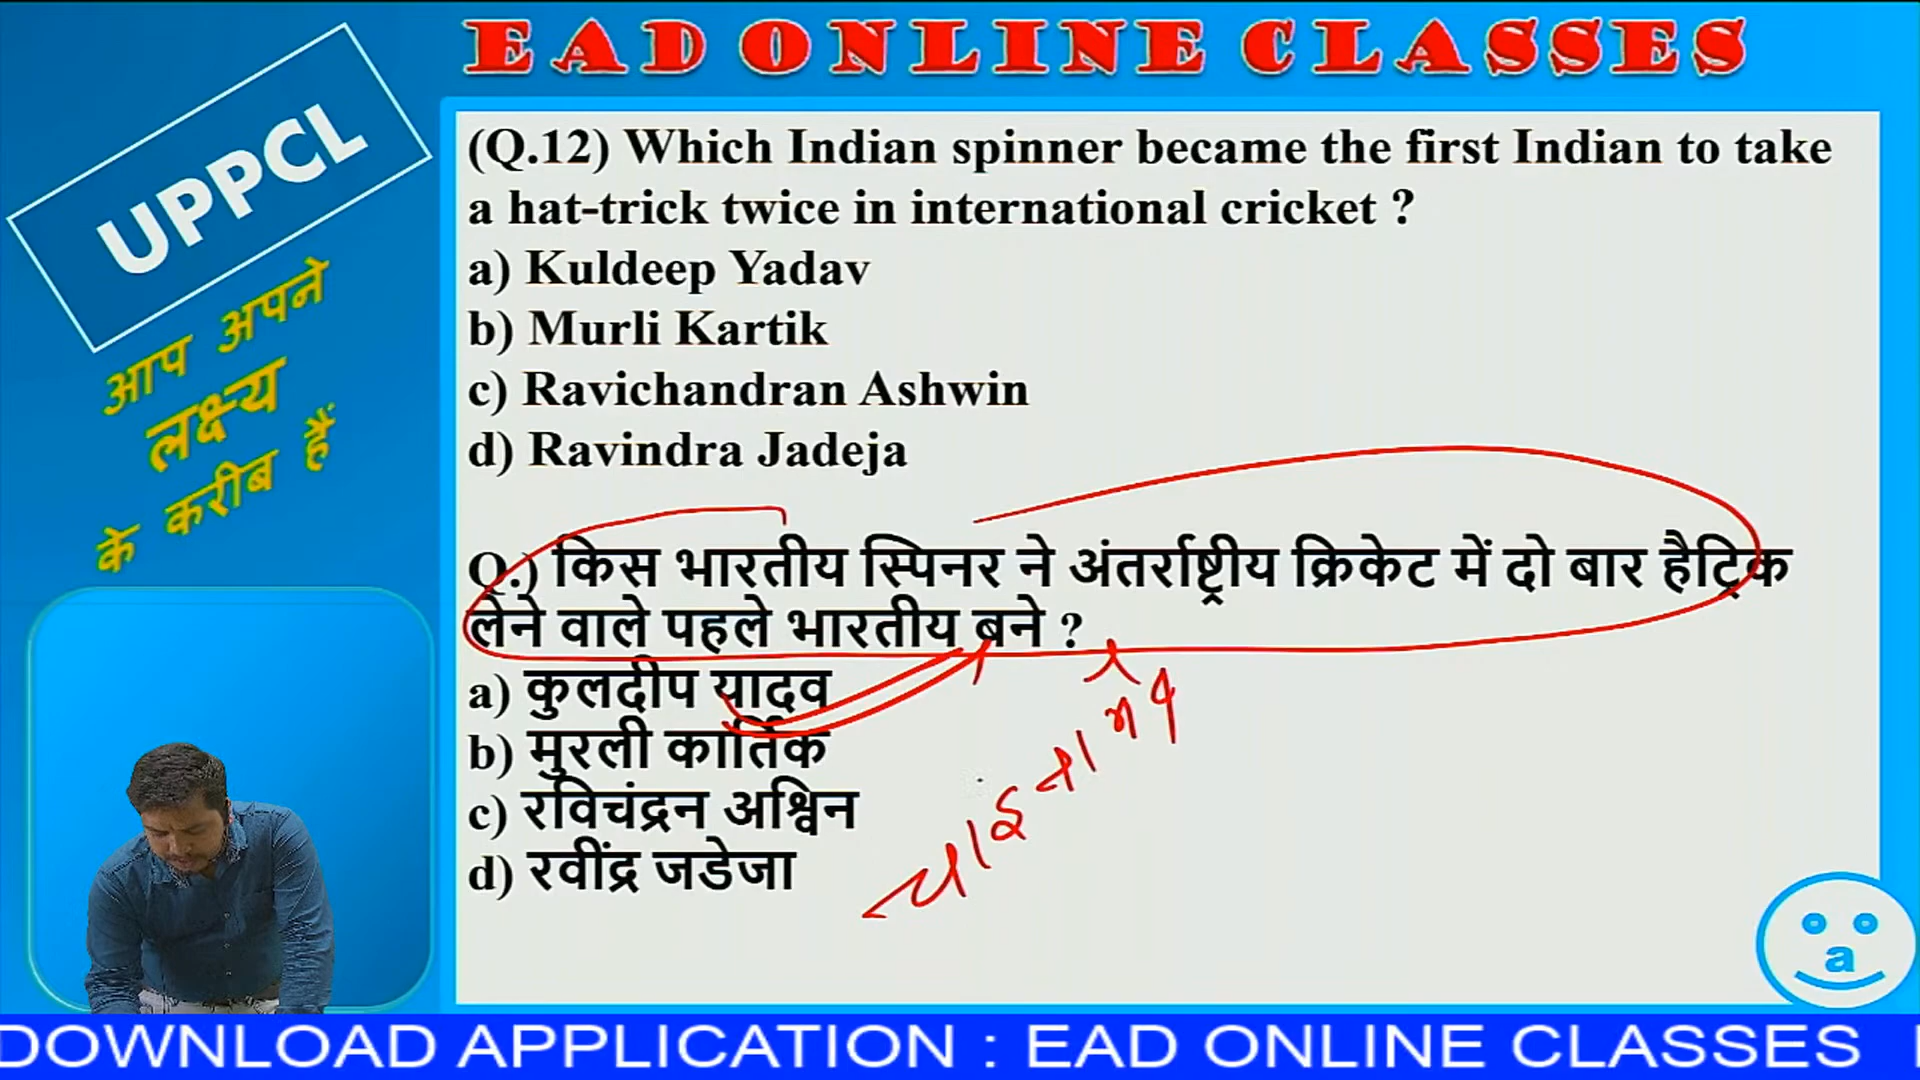 EAD ONLINE CLASSES
UPPCL
आप अपने
लक्ष्य
के करीब हैं
(Q.12) Which Indian spinner became the first Indian to take
a hat-trick twice in international cricket ?
a) Kuldeep Yadav
b) Murli Kartik
c) Ravichandran Ashwin
d) Ravindra Jadeja
Q.) किस भारतीय स्पिनर ने अंतर्राष्ट्रीय क्रिकेट में दो बार हैट्रिक
लेने वाले पहले भारतीय बने ?
a) कुलदीप यादव
b) मुरली कार्तिक
c) रविचंद्रन अश्विन
d) रवींद्र जडेजा
a
DOWNLOAD APPLICATION : EAD ONLINE CLASSES